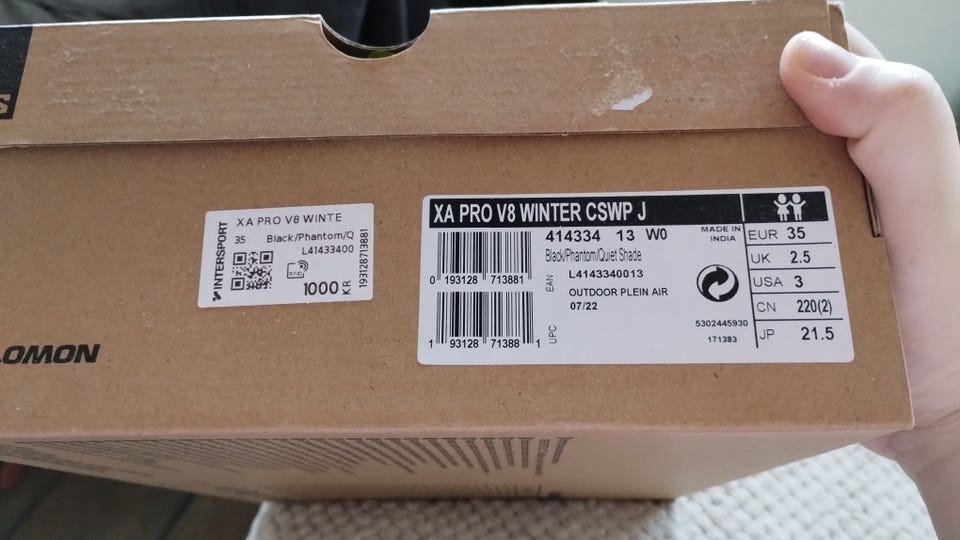 S
INTERSPORT
XA PRO V8 WINTE
35 Black/Phantom/Q
L41433400
RFID
1000 KR
193128713881
LOMON
XA PRO V8 WINTER CSWP J
414334 13 W0
Black/Phantom/Quiet Shade
L4143340013
OUTDOOR PLEIN AIR
07/22
0 193128 713881
EAN
1 93128 71388 1
UPC
MADE IN
INDIA
5302445930
171383
EUR 35
UK 2.5
USA 3
CN 220(2)
JP 21.5